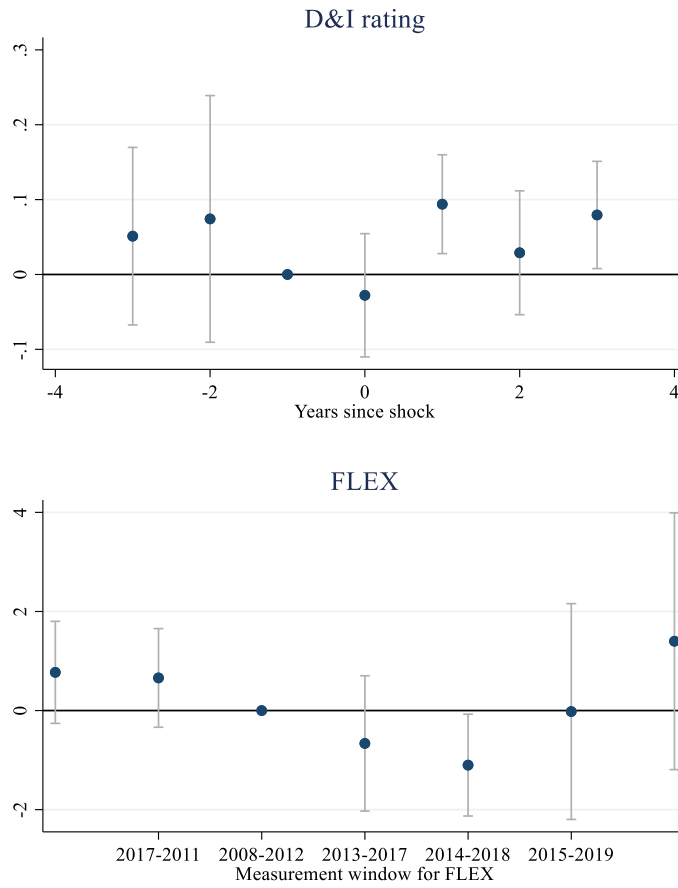 D&I rating
.3
.2
.1
0
-.1
-4 -2 0 2 4
Years since shock
FLEX
4
2
0
-2
2017-2011 2008-2012 2013-2017 2014-2018 2015-2019
Measurement window for FLEX